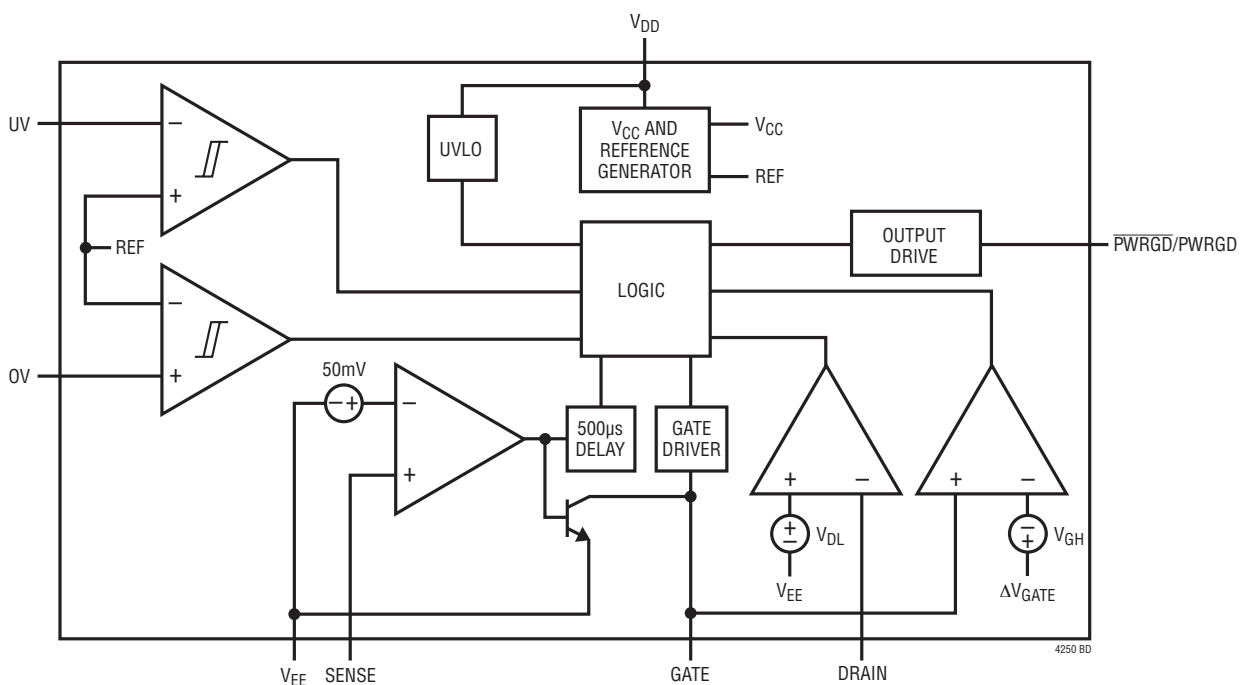 VDD
UV
−
+
REF
−
+
OV
UVLO
VCC AND
REFERENCE
GENERATOR
VCC
REF
LOGIC
OUTPUT
DRIVE
PWRGD/PWRGD
50mV
− +
−
+
500µs
DELAY
GATE
DRIVER
+
−
+
−
+
−
VDL
VEE
−
+
VGH
ΔVGATE
4250 BD
VEE
SENSE
GATE
DRAIN